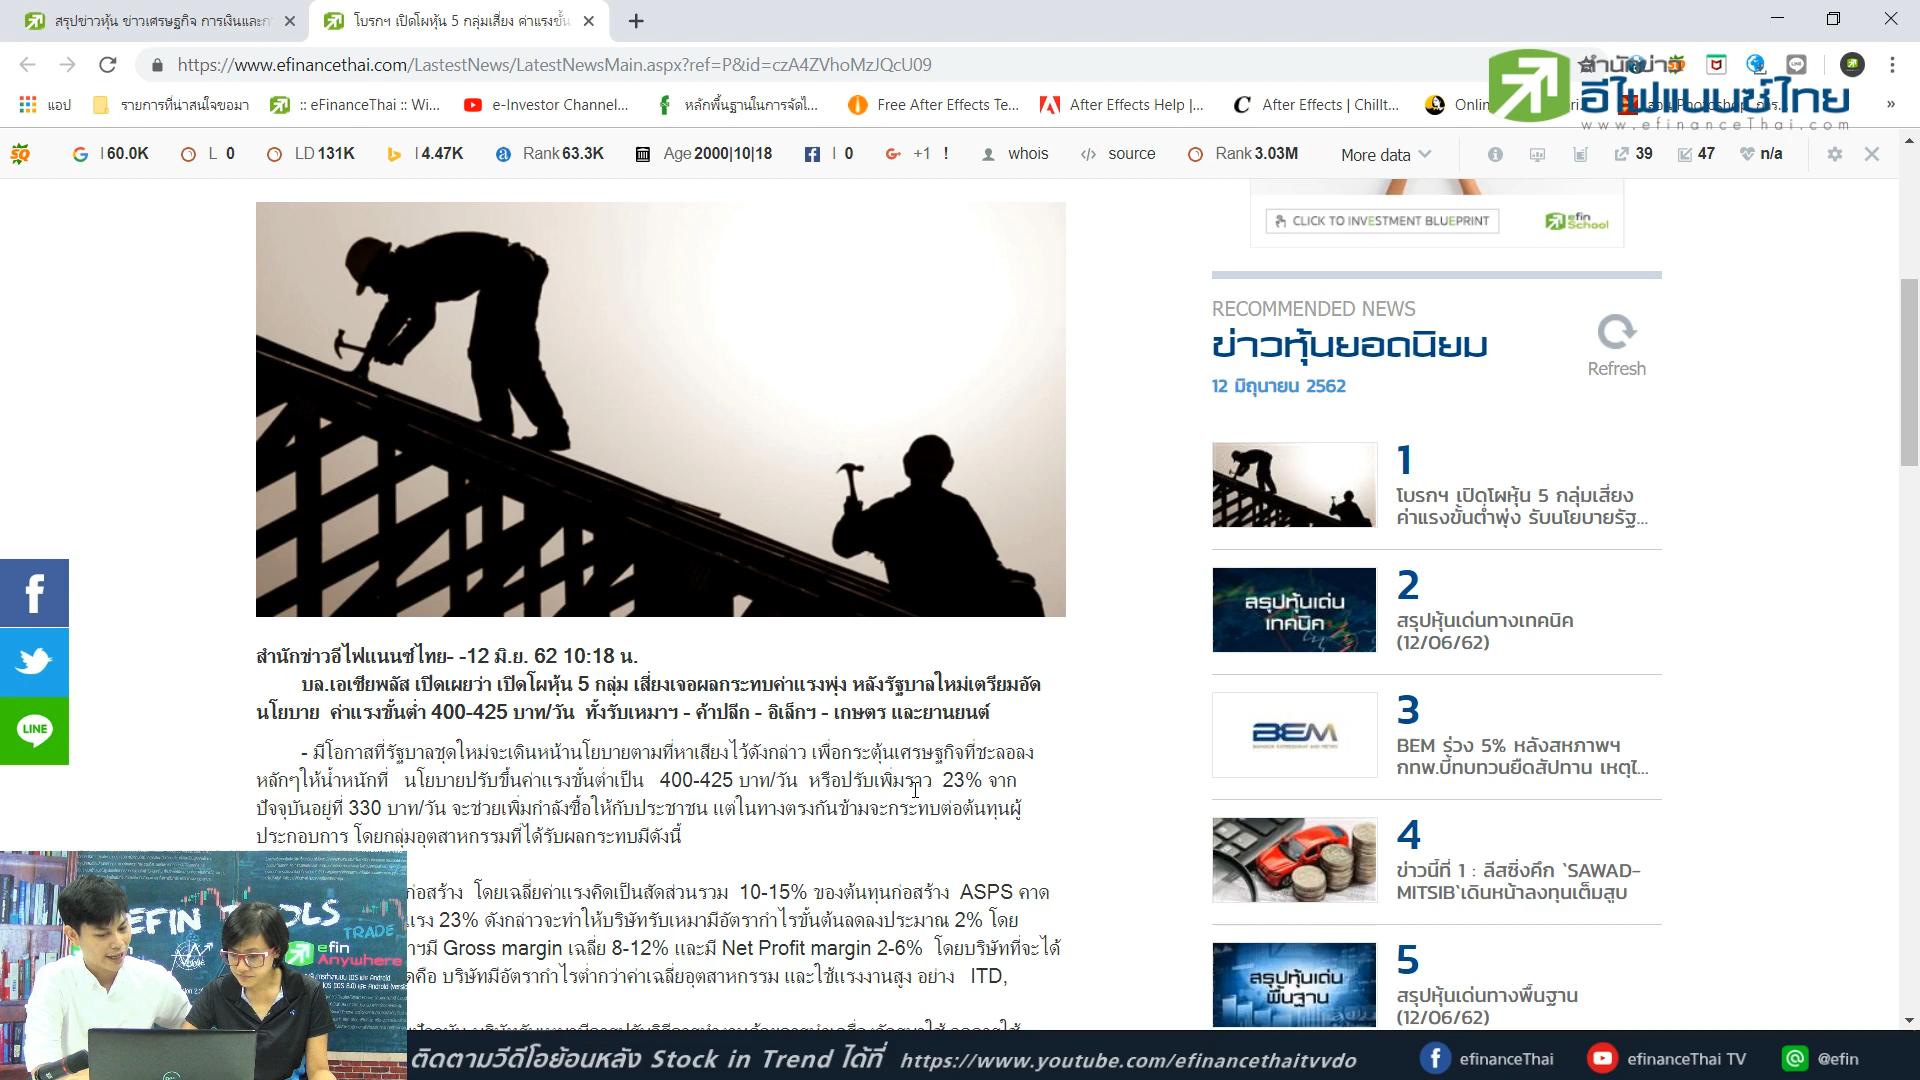 สรุปข่าวหุ้น ข่าวเศรษฐกิจ การเงินและก
โบรกฯ เปิดโผหุ้น 5 กลุ่มเสี่ยง ค่าแรงขั้น
https://www.efinancethai.com/LastestNews/LatestNewsMain.aspx?ref=P&id=czA4ZVhoMzJQcU09
สำนักข่าว
อีไฟแนนซ์ไทย
www.efinanceThai.com
แอป
รายการที่น่าสนใจขอมา
:: eFinanceThai :: Wi...
e-Investor Channel...
หลักพื้นฐานในการจัดใ...
Free After Effects Te...
After Effects Help |...
After Effects | Chillt...
I 60.0K
L 0
LD 131K
I 4.47K
Rank 63.3K
Age 2000|10|18
I 0
+1 !
whois
source
Rank 3.03M
More data
39
47
n/a
CLICK TO INVESTMENT BLUEPRINT
efin School
RECOMMENDED NEWS
ข่าวหุ้นยอดนิยม
12 มิถุนายน 2562
Refresh
1
โบรกฯ เปิดโผหุ้น 5 กลุ่มเสี่ยง
ค่าแรงขั้นต่ำพุ่ง รับนโยบายรัฐ...
สรุปหุ้นเด่น
เทคนิค
2
สรุปหุ้นเด่นทางเทคนิค
(12/06/62)
BEM
3
BEM ร่วง 5% หลังสหภาพฯ
กทพ.บี้ทบทวนยืดสัปทาน เหตุไ...
4
ข่าวนี้ที่ 1 : ลีสซิ่งคึก `SAWAD-
MITSIB`เดินหน้าลงทุนเต็มสูบ
สรุปหุ้นเด่น
พื้นฐาน
5
สรุปหุ้นเด่นทางพื้นฐาน
(12/06/62)
สำนักข่าวอีไฟแนนซ์ไทย- -12 มิ.ย. 62 10:18 น.
บล.เอเซียพลัส เปิดเผยว่า เปิดโผหุ้น 5 กลุ่ม เสี่ยงเจอผลกระทบค่าแรงพุ่ง หลังรัฐบาลใหม่เตรียมอัด
นโยบาย ค่าแรงขั้นต่ำ 400-425 บาท/วัน ทั้งรับเหมาฯ - ค้าปลีก - อิเล็กฯ - เกษตร และยานยนต์
- มีโอกาสที่รัฐบาลชุดใหม่จะเดินหน้านโยบายตามที่หาเสียงไว้ดังกล่าว เพื่อกระตุ้นเศรษฐกิจที่ชะลอลง
หลักๆให้น้ำหนักที่ นโยบายปรับขึ้นค่าแรงขั้นต่ำเป็น 400-425 บาท/วัน หรือปรับเพิ่มราว 23% จาก
ปัจจุบันอยู่ที่ 330 บาท/วัน จะช่วยเพิ่มกำลังซื้อให้กับประชาชน แต่ในทางตรงกันข้ามจะกระทบต่อต้นทุนผู้
ประกอบการ โดยกลุ่มอุตสาหกรรมที่ได้รับผลกระทบมีดังนี้
ก่อสร้าง โดยเฉลี่ยค่าแรงคิดเป็นสัดส่วนรวม 10-15% ของต้นทุนก่อสร้าง ASPS คาด
แรง 23% ดังกล่าวจะทำให้บริษัทรับเหมามีอัตรากำไรขั้นต้นลดลงประมาณ 2% โดย
าฯมี Gross margin เฉลี่ย 8-12% และมี Net Profit margin 2-6% โดยบริษัทที่จะได้
ดคือ บริษัทมีอัตรากำไรต่ำกว่าค่าเฉลี่ยอุตสาหกรรม และใช้แรงงานสูง อย่าง ITD,
LINE
EFIN TOOLS
TRADE
efin
Anywhere
ติดตามวีดีโอย้อนหลัง Stock in Trend ได้ที่ https://www.youtube.com/efinancethaitvvdo
efinanceThai
efinanceThai TV
@efin